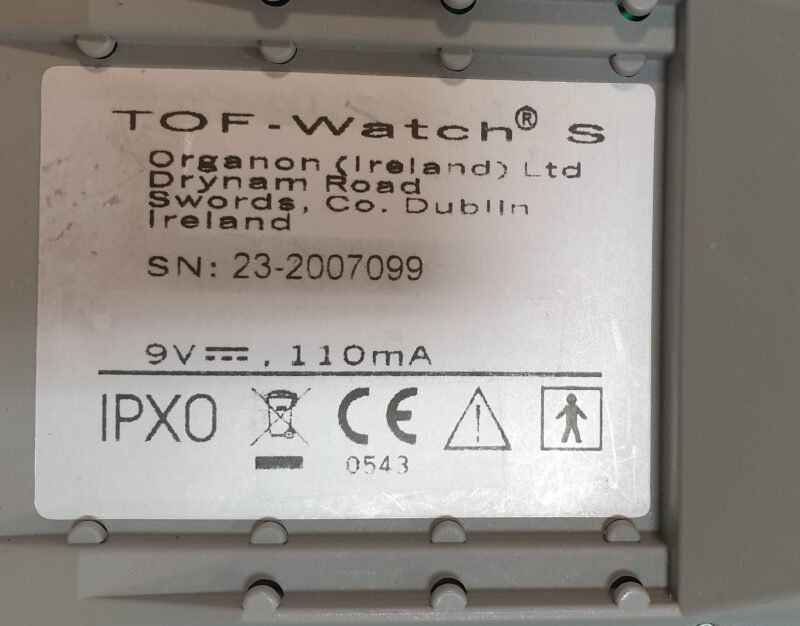 TOF-Watch® S
Organon (Ireland) Ltd
Drynam Road
Swords, Co. Dublin
Ireland
SN: 23-2007099
9V⎓, 110mA
IPX0 CE
0543